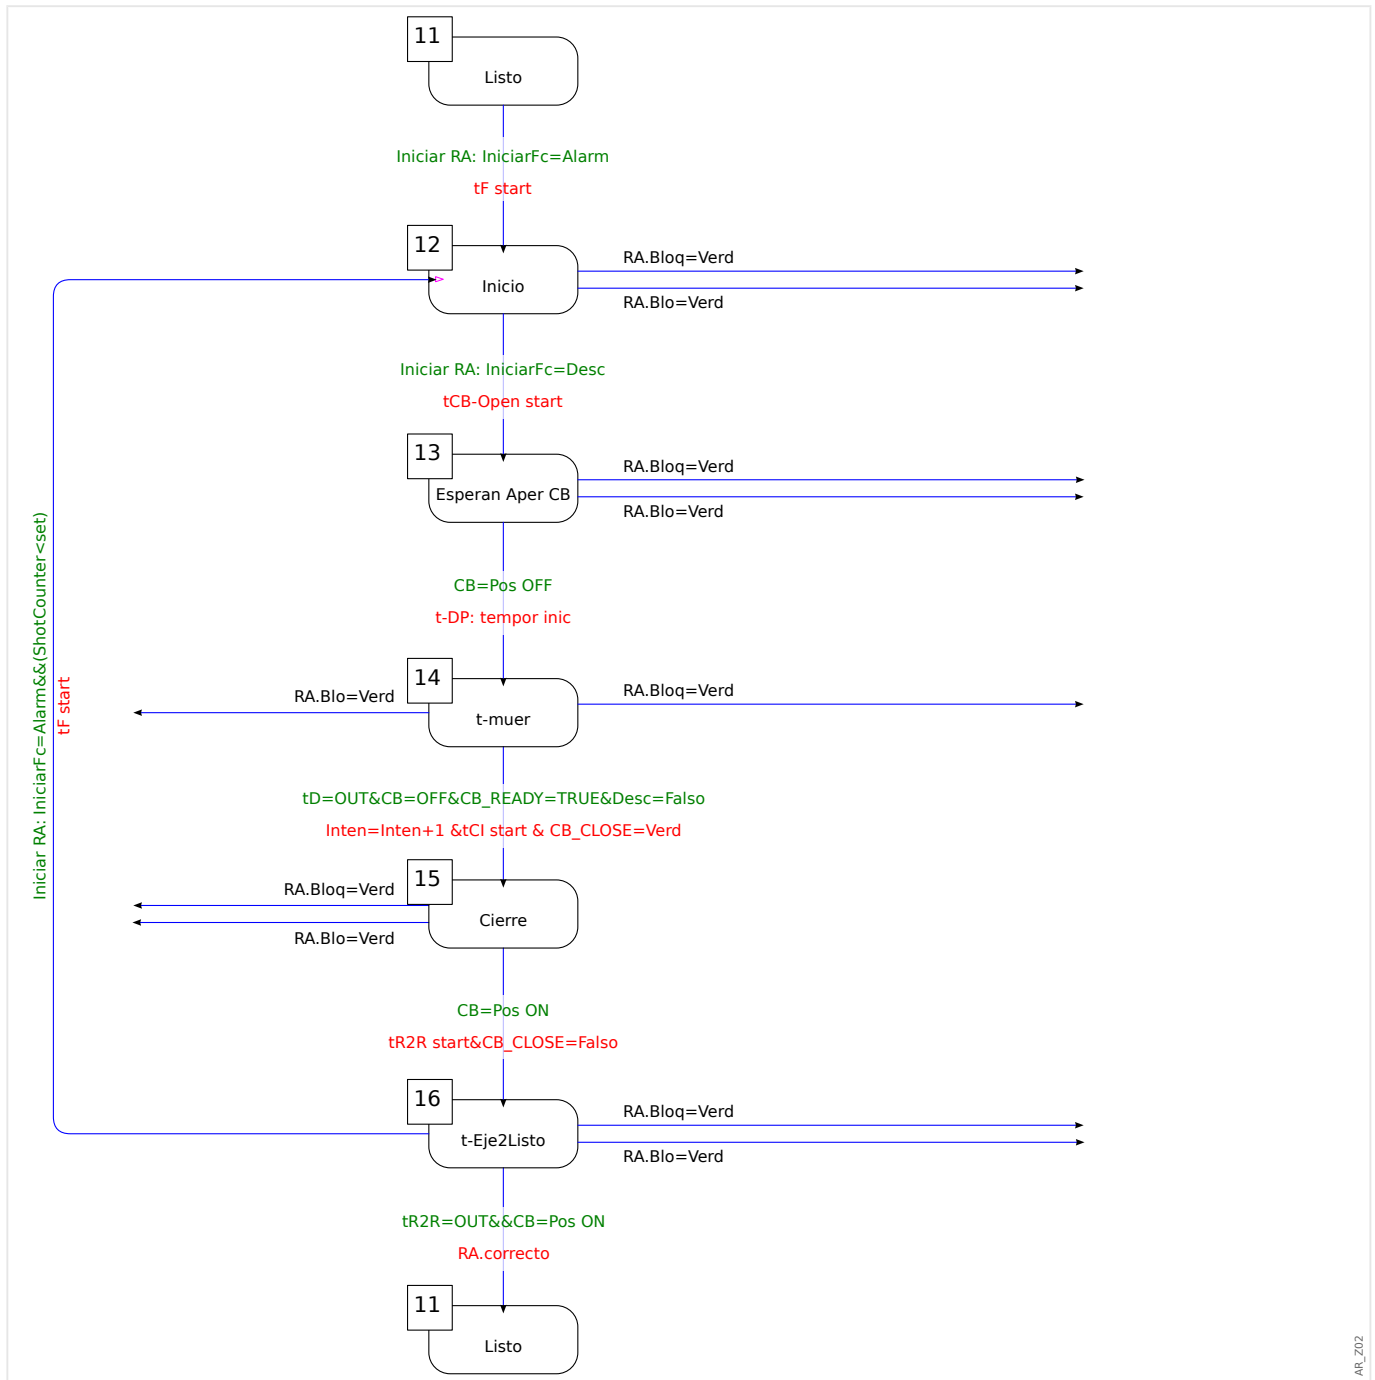 11
Listo
Iniciar RA: IniciarFc=Alarm
tF start
12
Inicio
RA.Bloq=Verd
RA.Blo=Verd
Iniciar RA: IniciarFc=Desc
tCB-Open start
13
Esperan Aper CB
RA.Bloq=Verd
RA.Blo=Verd
CB=Pos OFF
t-DP: tempor inic
Iniciar RA: IniciarFc=Alarm&&(ShotCounter<set)
tF start
14
t-muer
RA.Blo=Verd
RA.Bloq=Verd
tD=OUT&CB=OFF&CB_READY=TRUE&Desc=Falso
Inten=Inten+1 &tCI start & CB_CLOSE=Verd
15
Cierre
RA.Bloq=Verd
RA.Blo=Verd
CB=Pos ON
tR2R start&CB_CLOSE=Falso
16
t-Eje2Listo
RA.Bloq=Verd
RA.Blo=Verd
tR2R=OUT&&CB=Pos ON
RA.correcto
11
Listo
AR_Z02